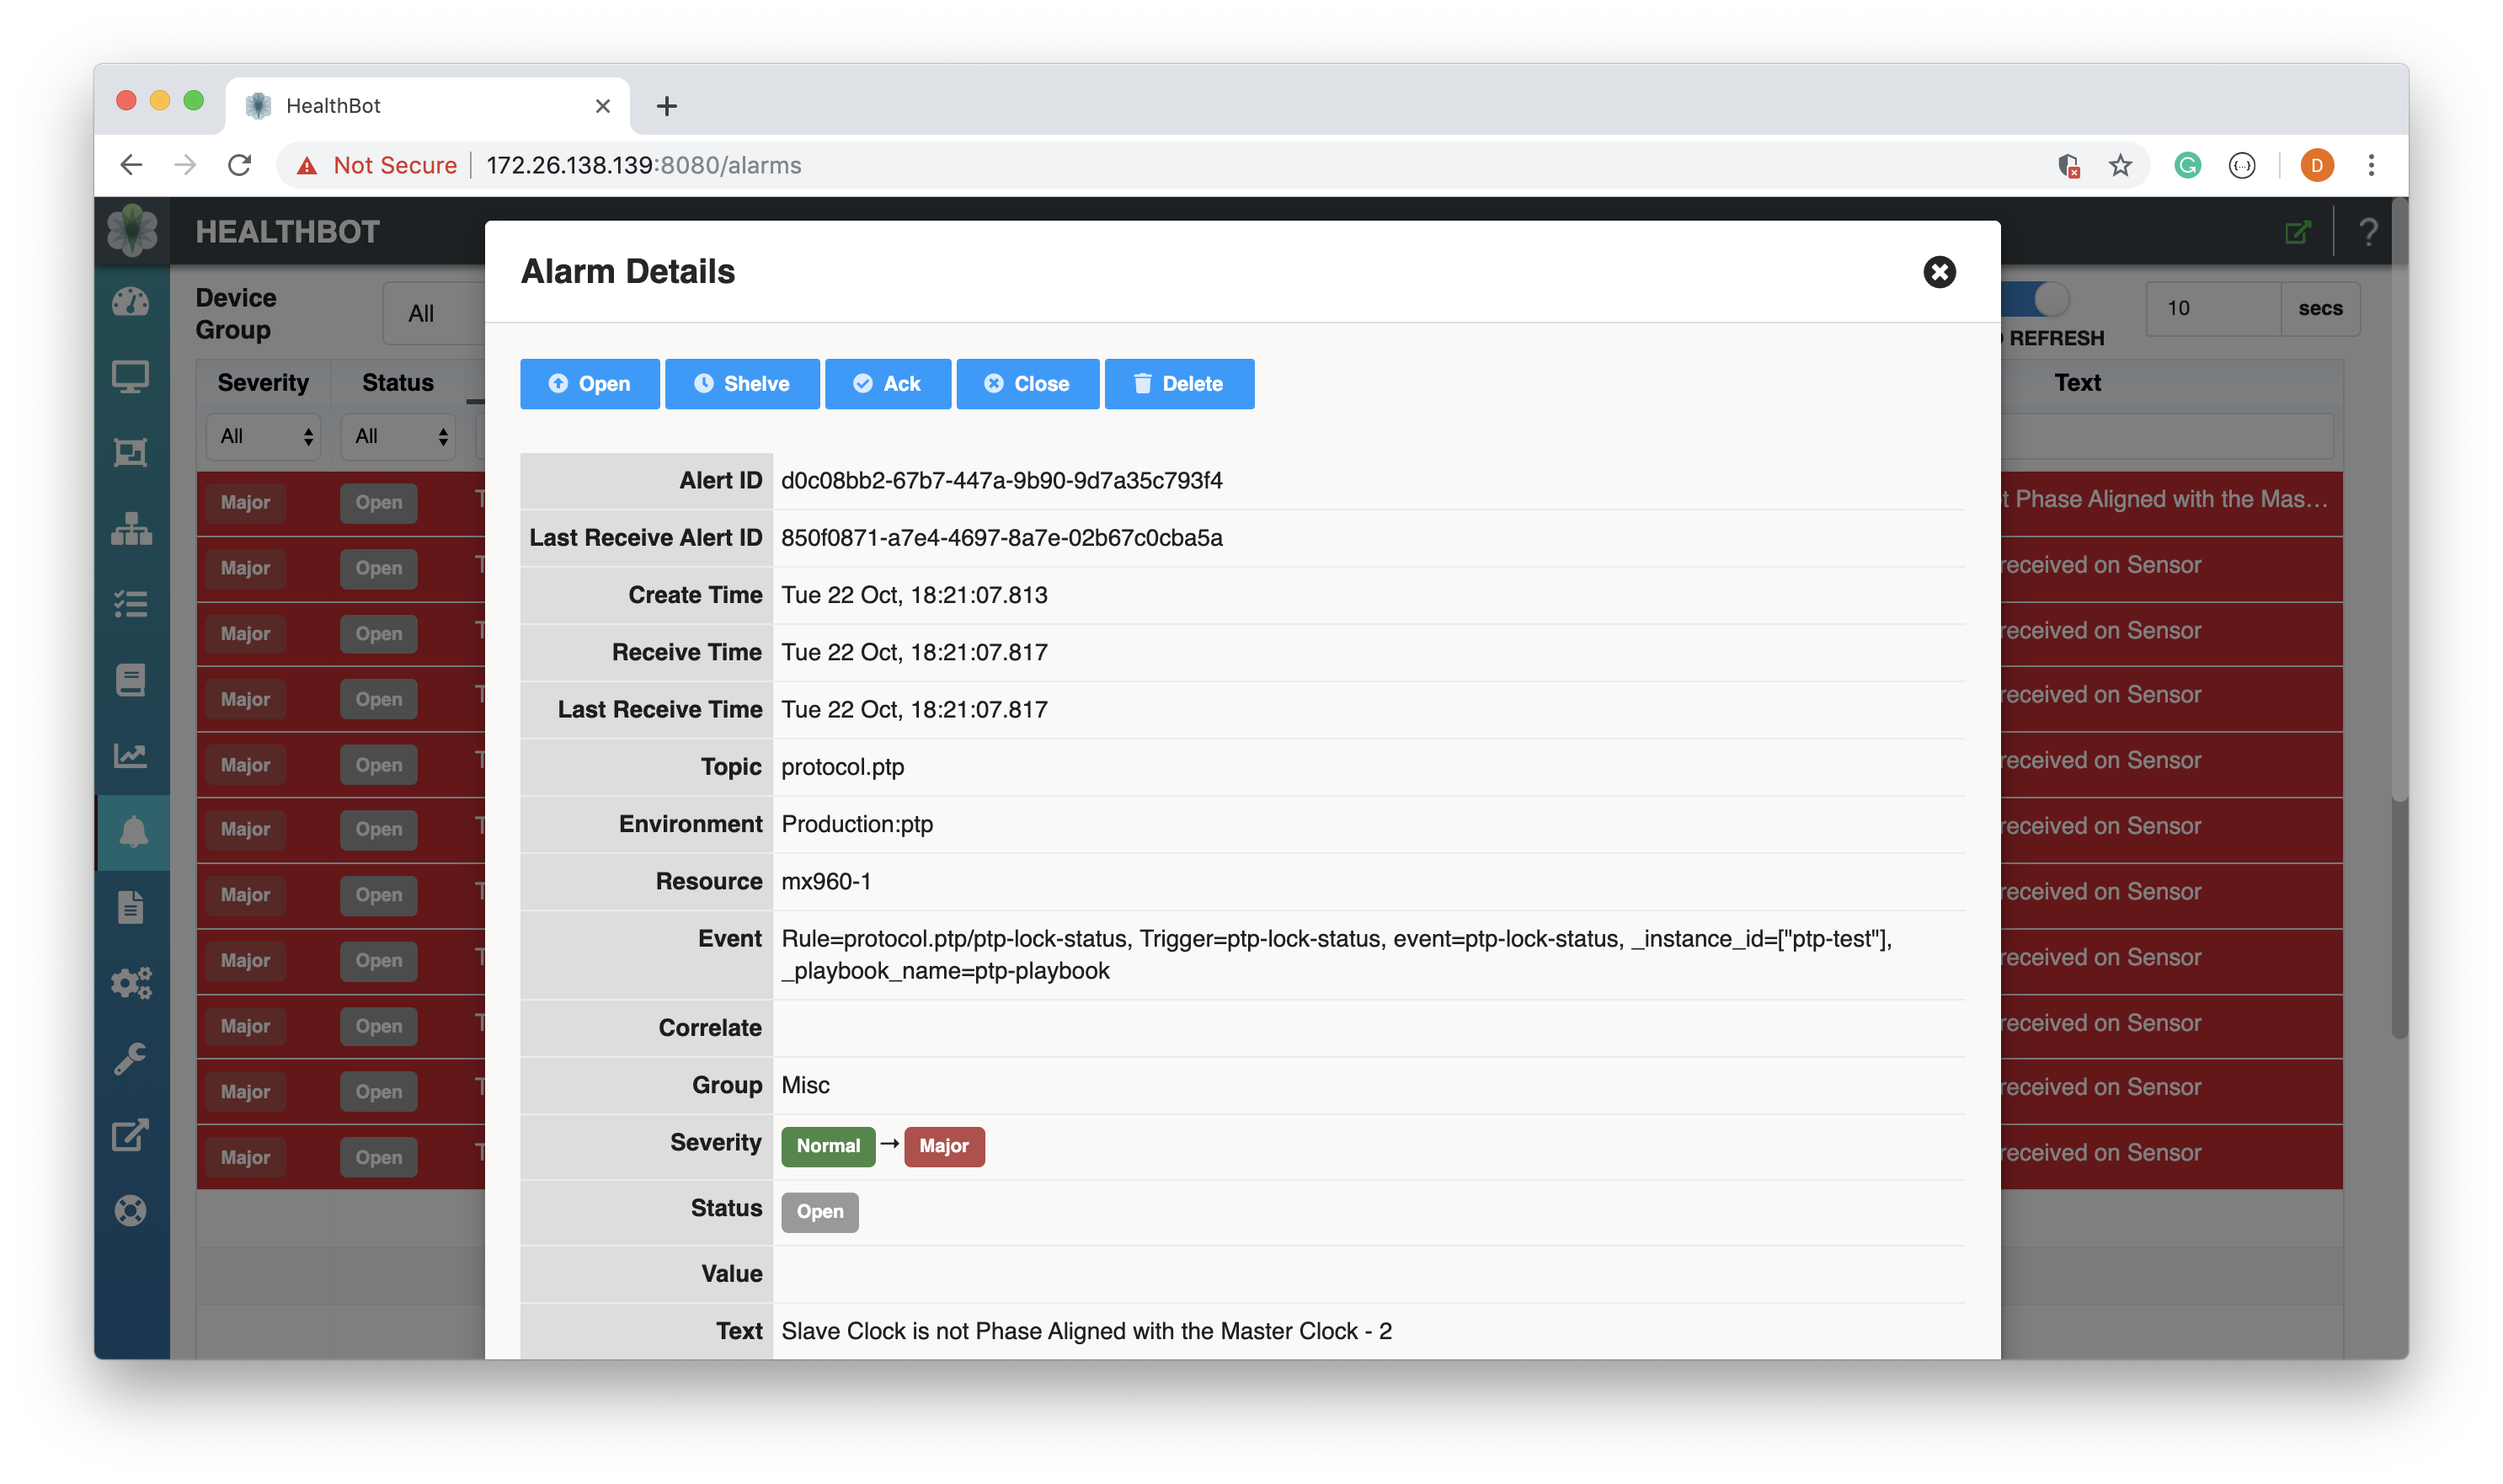 HealthBot
Not Secure
172.26.138.139:8080/alarms
D
HEALTHBOT
Device
Group
All
10
secs
REFRESH
Severity
Status
Text
All
All
Alarm Details
Open
Shelve
Ack
Close
Delete
Alert ID d0c08bb2-67b7-447a-9b90-9d7a35c793f4
Last Receive Alert ID 850f0871-a7e4-4697-8a7e-02b67c0cba5a
Create Time Tue 22 Oct, 18:21:07.813
Receive Time Tue 22 Oct, 18:21:07.817
Last Receive Time Tue 22 Oct, 18:21:07.817
Topic protocol.ptp
Environment Production:ptp
Resource mx960-1
Event Rule=protocol.ptp/ptp-lock-status, Trigger=ptp-lock-status, event=ptp-lock-status, _instance_id=["ptp-test"],
_playbook_name=ptp-playbook
Correlate
Group Misc
Severity Normal → Major
Status Open
Value
Text Slave Clock is not Phase Aligned with the Master Clock - 2
Major Open T t Phase Aligned with the Mas...
Major Open T received on Sensor
Major Open T received on Sensor
Major Open T received on Sensor
Major Open T received on Sensor
Major Open T received on Sensor
Major Open T received on Sensor
Major Open T received on Sensor
Major Open T received on Sensor
Major Open T received on Sensor
Major Open T received on Sensor